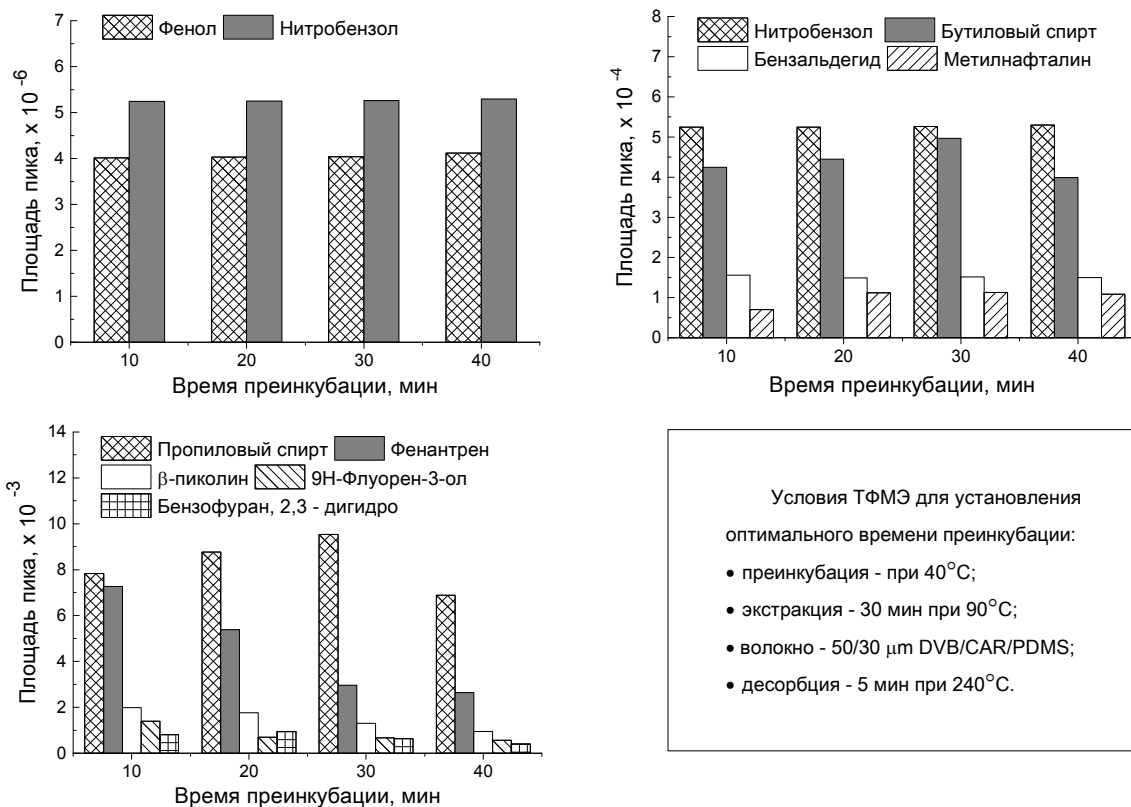 Площадь пика, x 10 -6
7
6
5
4
3
2
1
0
Фенол Нитробензол
10 20 30 40
Время преинкубации, мин
Площадь пика, x 10 -4
8
7
6
5
4
3
2
1
0
Нитробензол Бутиловый спирт
Бензальдегид Метилнафталин
10 20 30 40
Время преинкубации, мин
Площадь пика, x 10 -3
14
12
10
8
6
4
2
0
Пропиловый спирт Фенантрен
β-пиколин 9H-Флуорен-3-ол
Бензофуран, 2,3 - дигидро
10 20 30 40
Время преинкубации, мин
Условия ТФМЭ для установления
оптимального времени преинкубации:
• преинкубация - при 40°C;
• экстракция - 30 мин при 90°C;
• волокно - 50/30 μm DVB/CAR/PDMS;
• десорбция - 5 мин при 240°C.